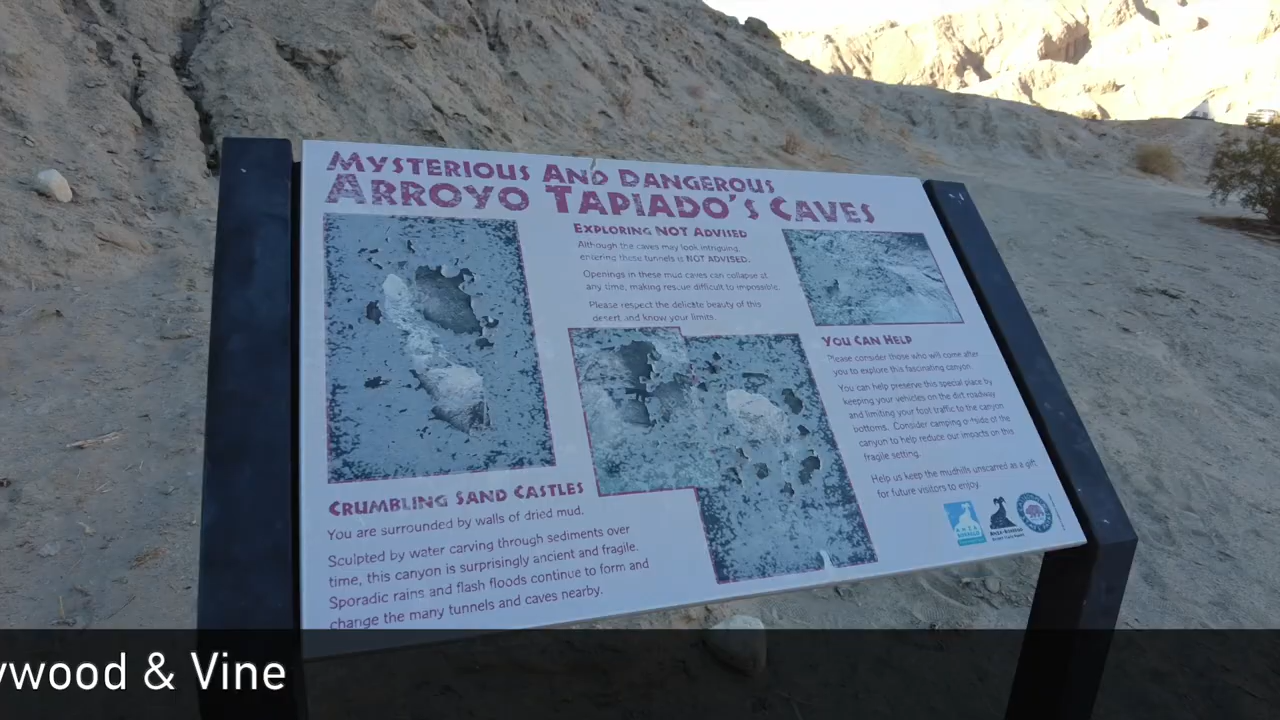 MYSTERIOUS AND DANGEROUS
ARROYO TAPIADO'S CAVES
EXPLORING NOT ADVISED
Although the caves may look intriguing,
entering these tunnels is NOT ADVISED.
Openings in these mud caves can collapse at
any time, making rescue difficult to impossible.
Please respect the delicate beauty of this
desert and know your limits.
YOU CAN HELP
Please consider those who will come after
you to explore this fascinating canyon.
You can help preserve this special place by
keeping your vehicles on the dirt roadway
and limiting your foot traffic to the canyon
bottoms. Consider camping outside of the
canyon to help reduce our impacts on this
fragile setting.
Help us keep the mudhills unscarred as a gift
for future visitors to enjoy.
CRUMBLING SAND CASTLES
You are surrounded by walls of dried mud.
Sculpted by water carving through sediments over
time, this canyon is surprisingly ancient and fragile.
Sporadic rains and flash floods continue to form and
change the many tunnels and caves nearby.
ANZA
BORREGO
ywood & Vine